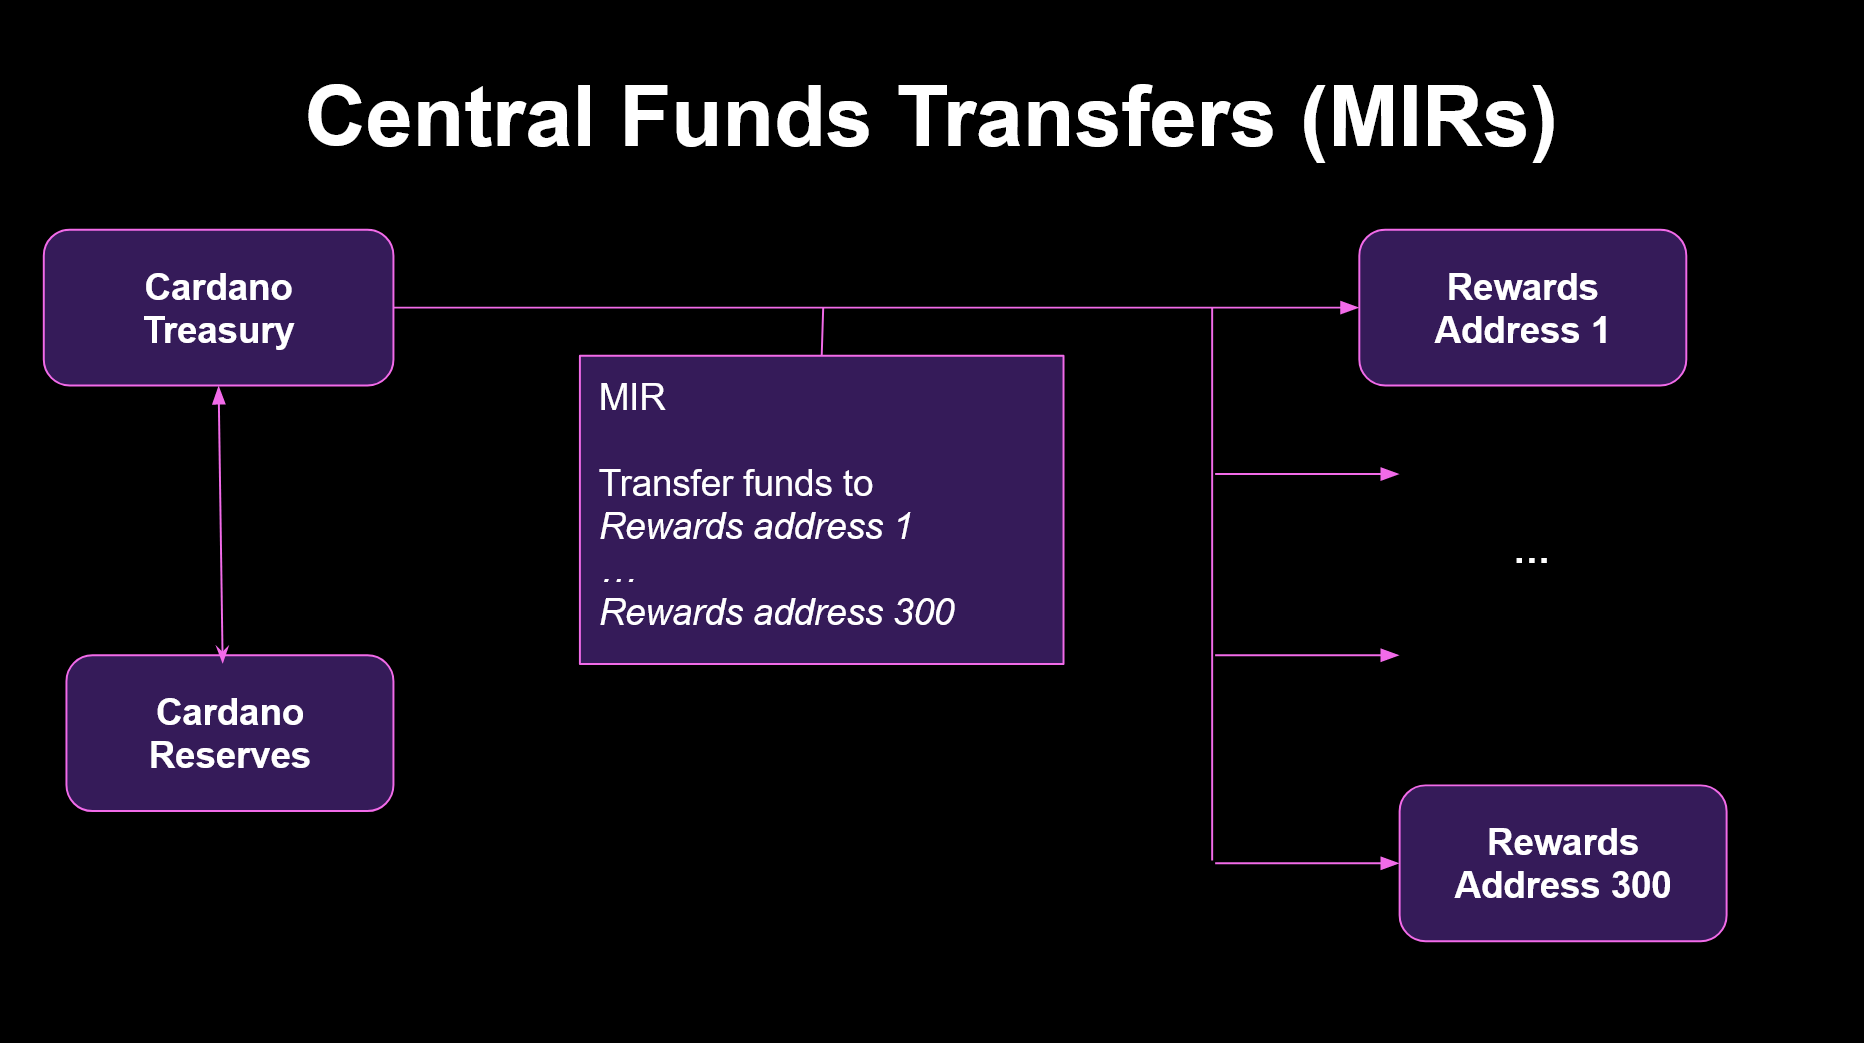 Central Funds Transfers (MIRs)
Cardano
Treasury
Rewards
Address 1
MIR
Transfer funds to
Rewards address 1
…
Rewards address 300
...
Cardano
Reserves
Rewards
Address 300